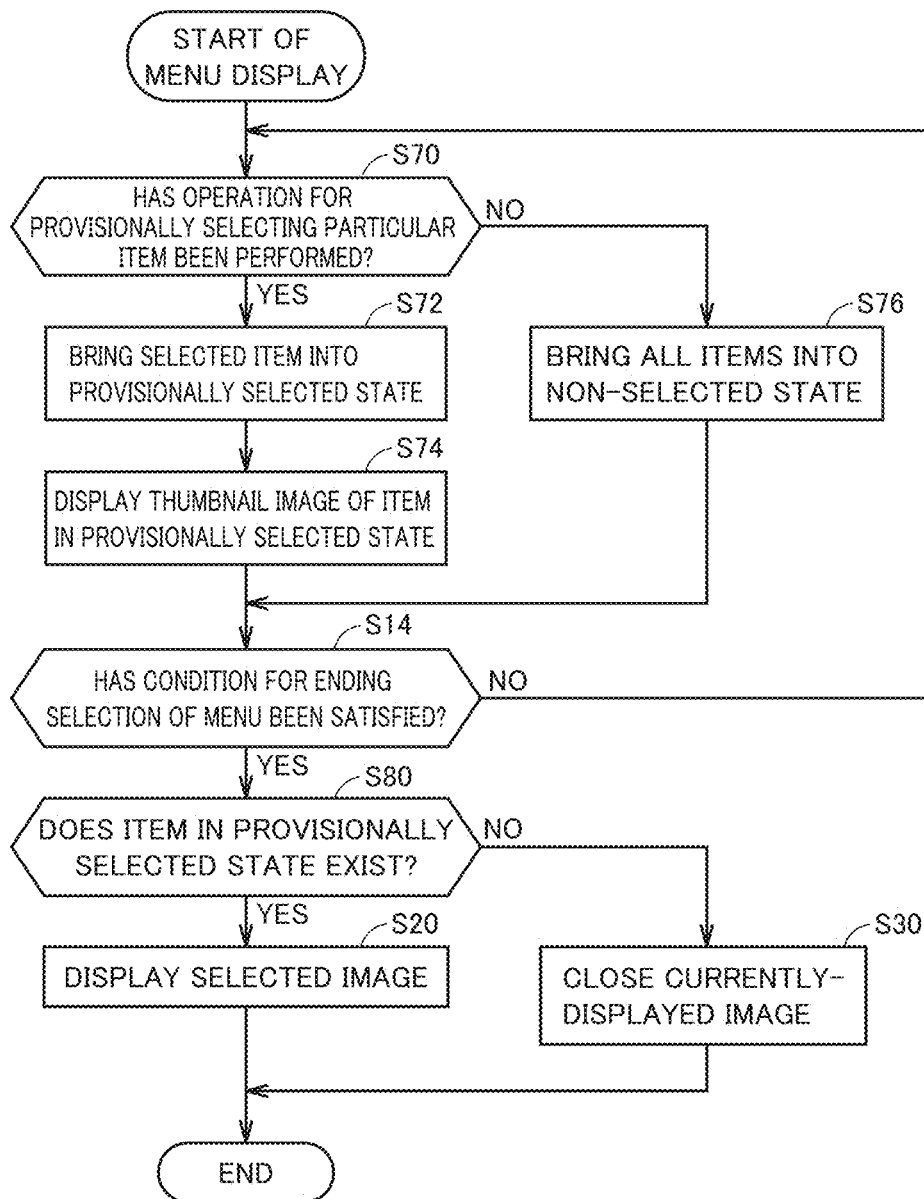 START OF
MENU DISPLAY
S70
HAS OPERATION FOR
PROVISIONALLY SELECTING PARTICULAR
ITEM BEEN PERFORMED?
NO
YES
S72
BRING SELECTED ITEM INTO
PROVISIONALLY SELECTED STATE
S76
BRING ALL ITEMS INTO
NON-SELECTED STATE
S74
DISPLAY THUMBNAIL IMAGE OF ITEM
IN PROVISIONALLY SELECTED STATE
S14
HAS CONDITION FOR ENDING
SELECTION OF MENU BEEN SATISFIED?
NO
YES
S80
DOES ITEM IN PROVISIONALLY
SELECTED STATE EXIST?
NO
YES
S20
DISPLAY SELECTED IMAGE
S30
CLOSE CURRENTLY-
DISPLAYED IMAGE
END